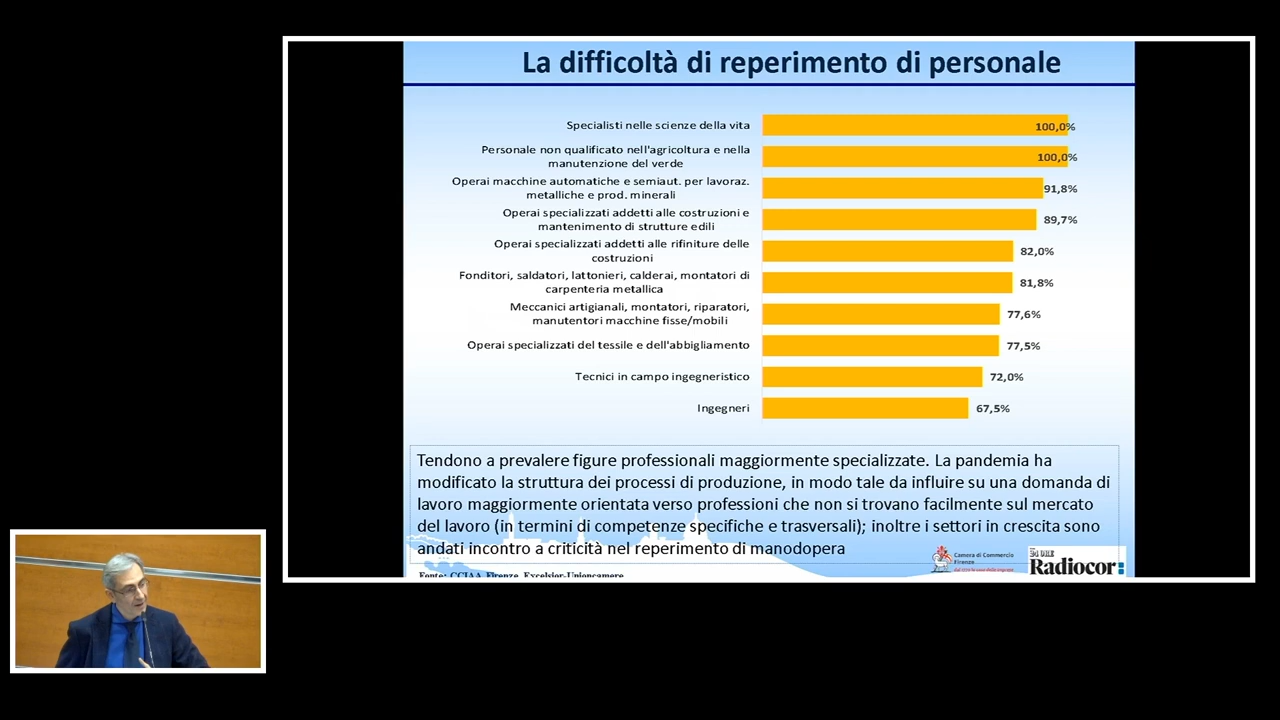 La difficoltà di reperimento di personale
Specialisti nelle scienze della vita
100,0%
Personale non qualificato nell'agricoltura e nella
manutenzione del verde
100,0%
Operai macchine automatiche e semiaut. per lavoraz.
metalliche e prod. minerali
91,8%
Operai specializzati addetti alle costruzioni e
mantenimento di strutture edili
89,7%
Operai specializzati addetti alle rifiniture delle
costruzioni
82,0%
Fonditori, saldatori, lattonieri, calderai, montatori di
carpenteria metallica
81,8%
Meccanici artigianali, montatori, riparatori,
manutentori macchine fisse/mobili
77,6%
Operai specializzati del tessile e dell'abbigliamento
77,5%
Tecnici in campo ingegneristico
72,0%
Ingegneri
67,5%
Tendono a prevalere figure professionali maggiormente specializzate. La pandemia ha
modificato la struttura dei processi di produzione, in modo tale da influire su una domanda di
lavoro maggiormente orientata verso professioni che non si trovano facilmente sul mercato
del lavoro (in termini di competenze specifiche e trasversali); inoltre i settori in crescita sono
andati incontro a criticità nel reperimento di manodopera
Fonte: CCIAA Firenze, Excelsior-Unioncamere
Camera di Commercio
Firenze
24 ORE
Radiocor